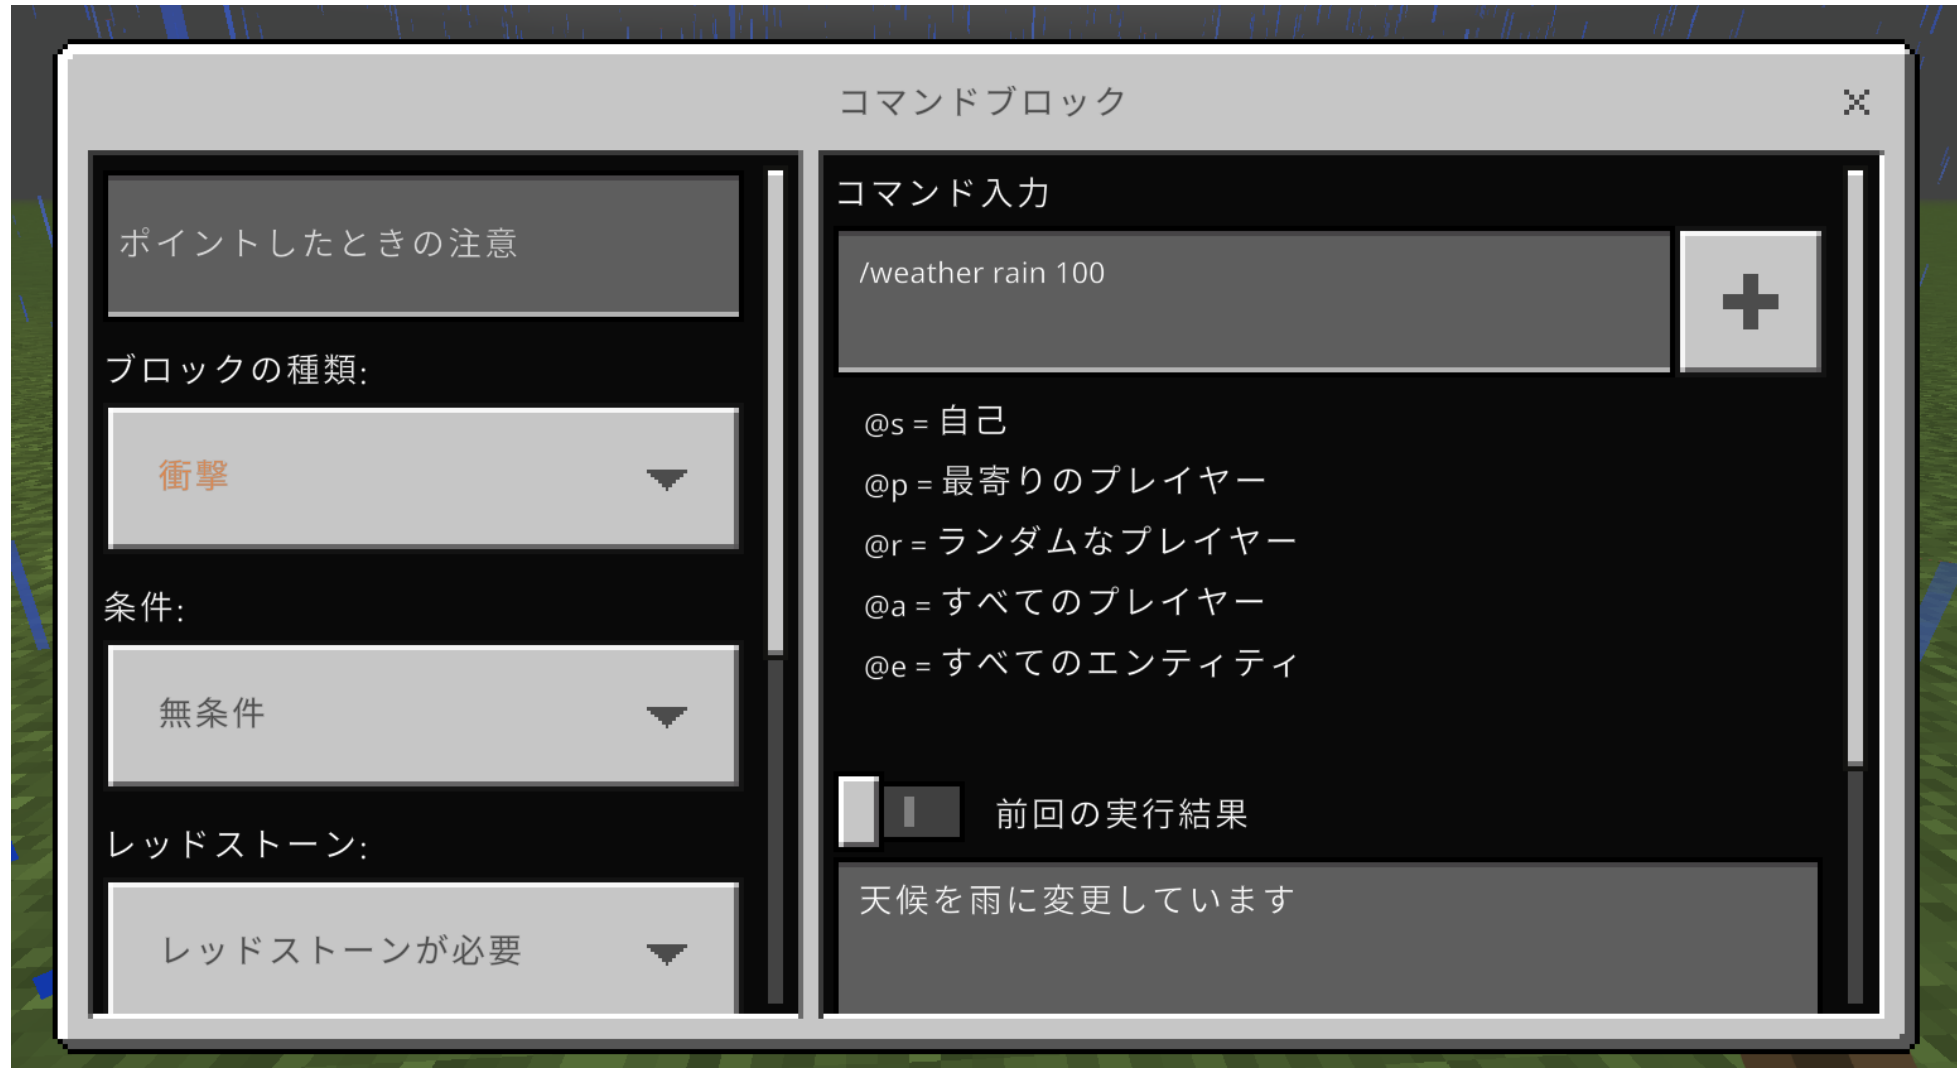 コマンドブロック
ポイントしたときの注意
ブロックの種類:
衝撃
条件:
無条件
レッドストーン:
レッドストーンが必要
コマンド入力
/weather rain 100
@s = 自己
@p = 最寄りのプレイヤー
@r = ランダムなプレイヤー
@a = すべてのプレイヤー
@e = すべてのエンティティ
前回の実行結果
天候を雨に変更しています